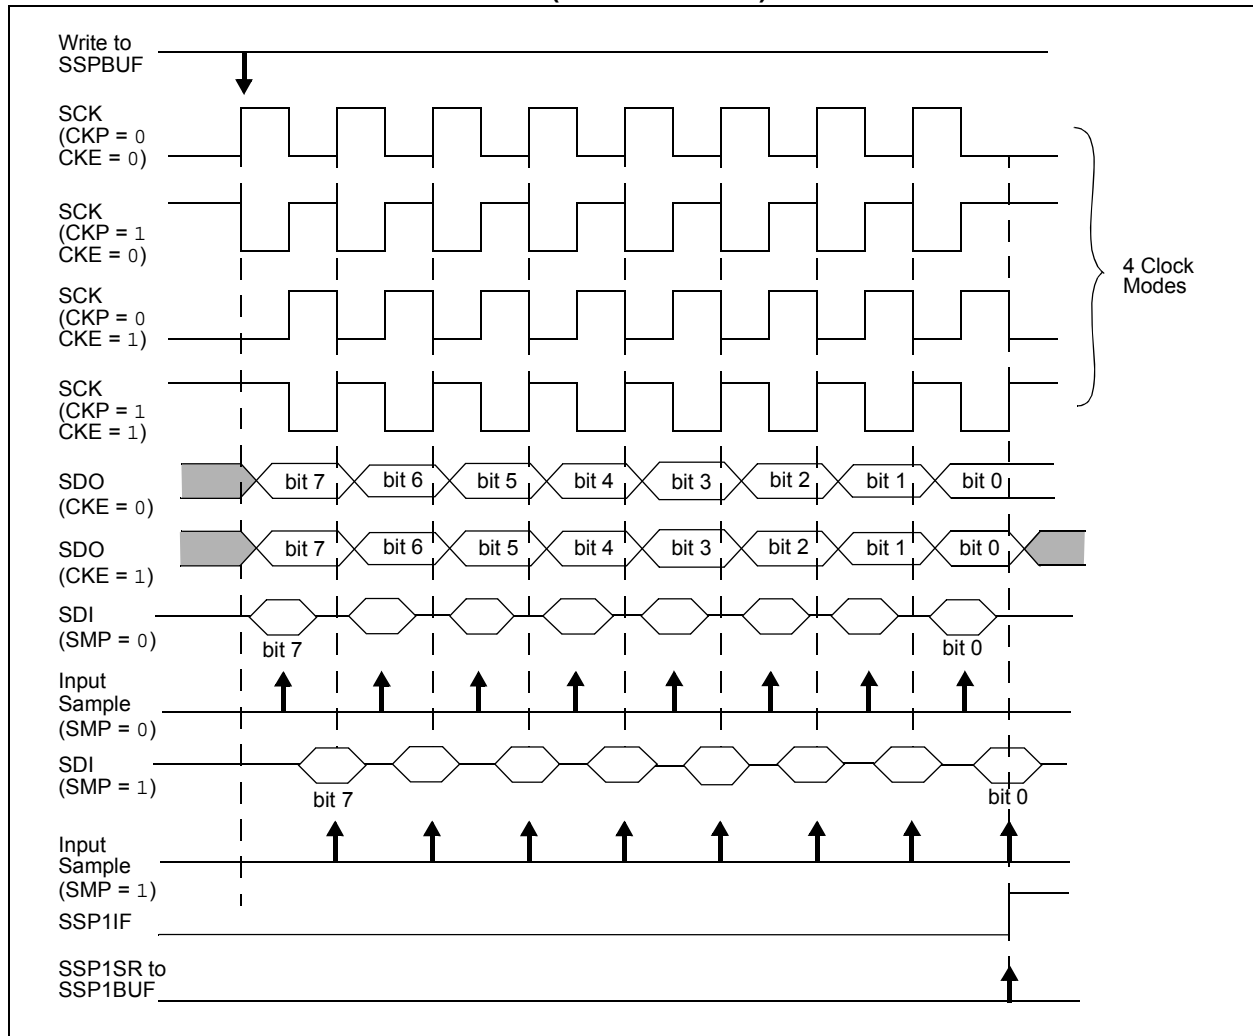 Write to
SSPBUF
SCK
(CKP = 0
CKE = 0)
SCK
(CKP = 1
CKE = 0)
4 Clock
Modes
SCK
(CKP = 0
CKE = 1)
SCK
(CKP = 1
CKE = 1)
SDO
(CKE = 0)
bit 7 bit 6 bit 5 bit 4 bit 3 bit 2 bit 1 bit 0
SDO
(CKE = 1)
bit 7 bit 6 bit 5 bit 4 bit 3 bit 2 bit 1 bit 0
SDI
(SMP = 0)
bit 7 bit 0
Input
Sample
(SMP = 0)
SDI
(SMP = 1)
bit 7 bit 0
Input
Sample
(SMP = 1)
SSP1IF
SSP1SR to
SSP1BUF